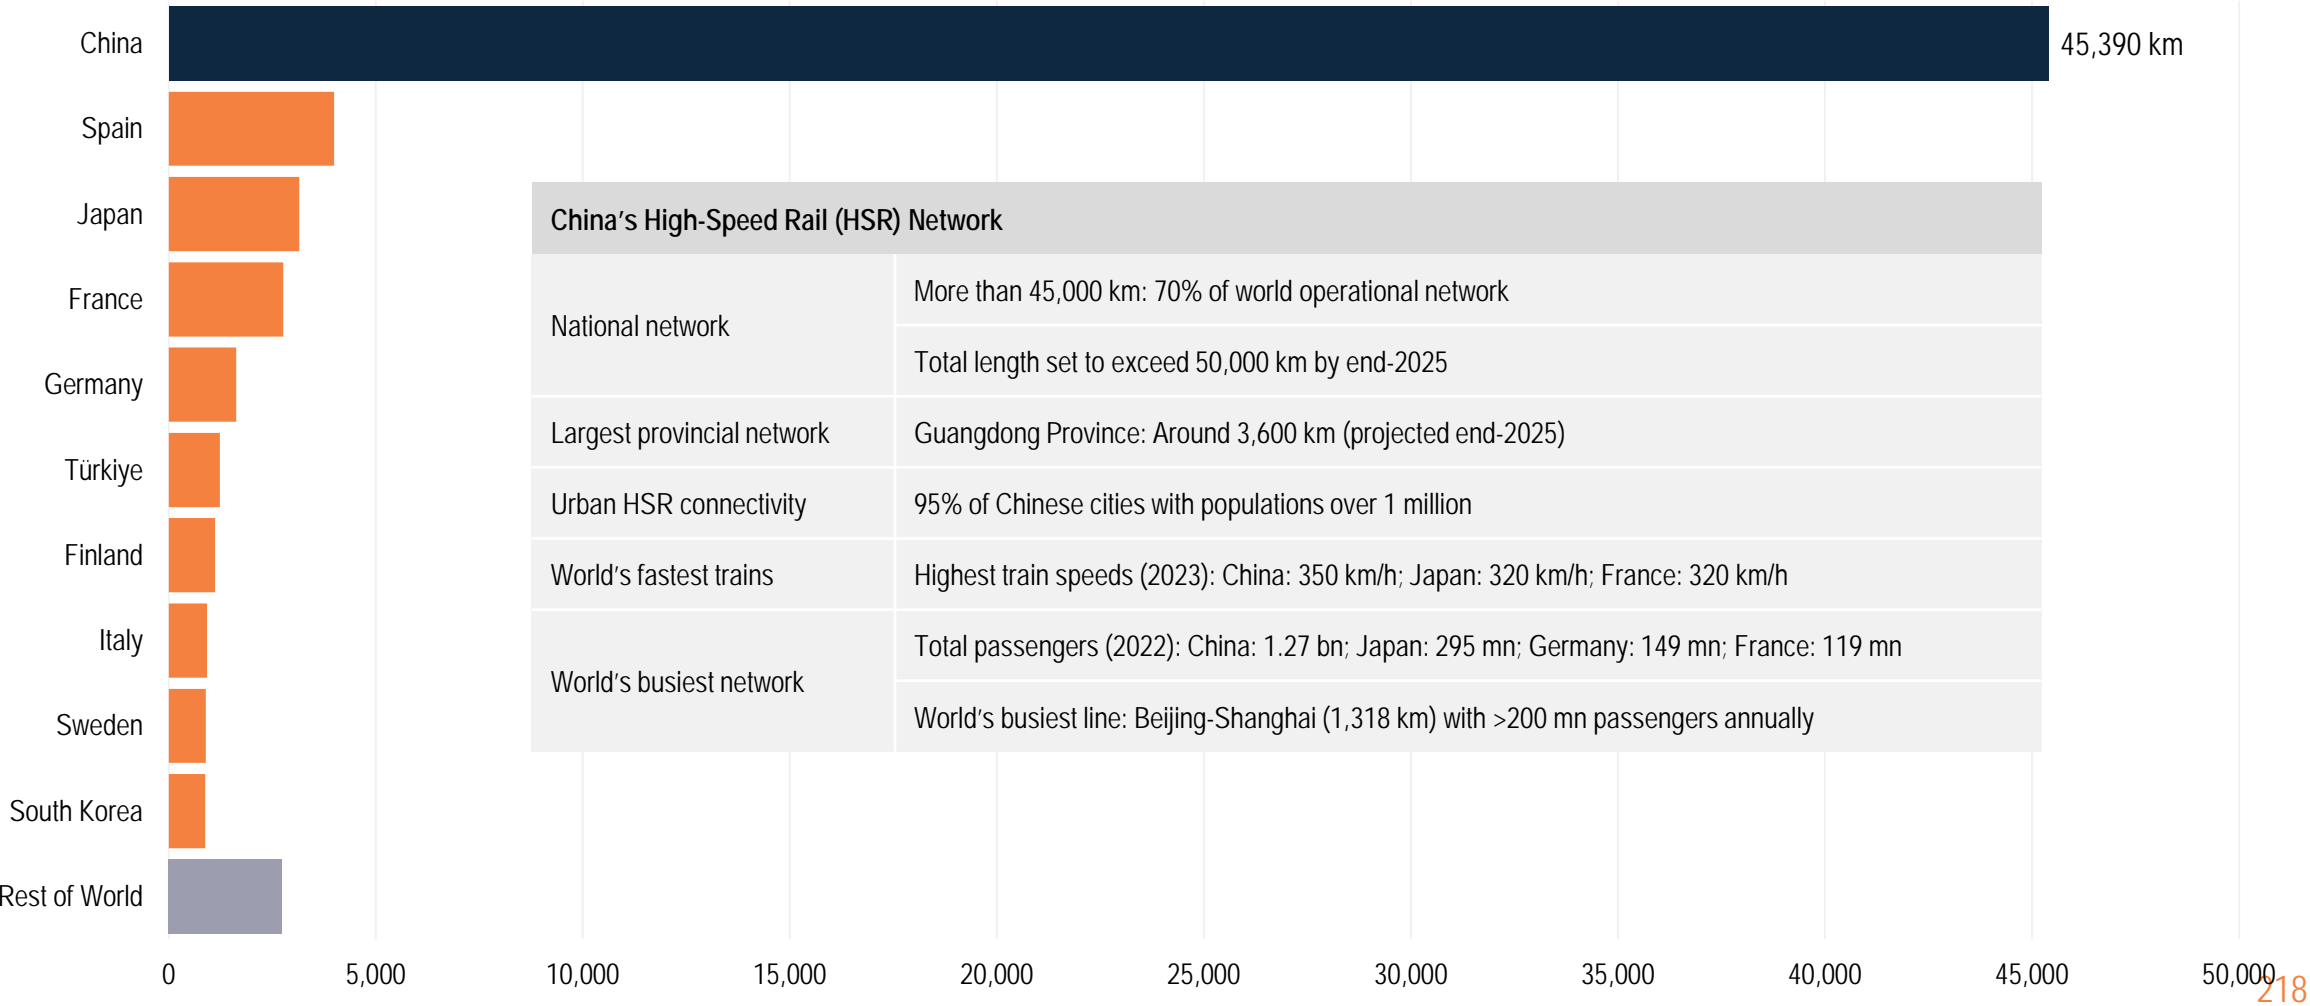 China
45,390 km
Spain
Japan
France
Germany
Türkiye
Finland
Italy
Sweden
South Korea
Rest of World
China's High-Speed Rail (HSR) Network
National network
More than 45,000 km: 70% of world operational network
Total length set to exceed 50,000 km by end-2025
Largest provincial network
Guangdong Province: Around 3,600 km (projected end-2025)
Urban HSR connectivity
95% of Chinese cities with populations over 1 million
World's fastest trains
Highest train speeds (2023): China: 350 km/h; Japan: 320 km/h; France: 320 km/h
World's busiest network
Total passengers (2022): China: 1.27 bn; Japan: 295 mn; Germany: 149 mn; France: 119 mn
World's busiest line: Beijing-Shanghai (1,318 km) with >200 mn passengers annually
0 5,000 10,000 15,000 20,000 25,000 30,000 35,000 40,000 45,000 50,000
218